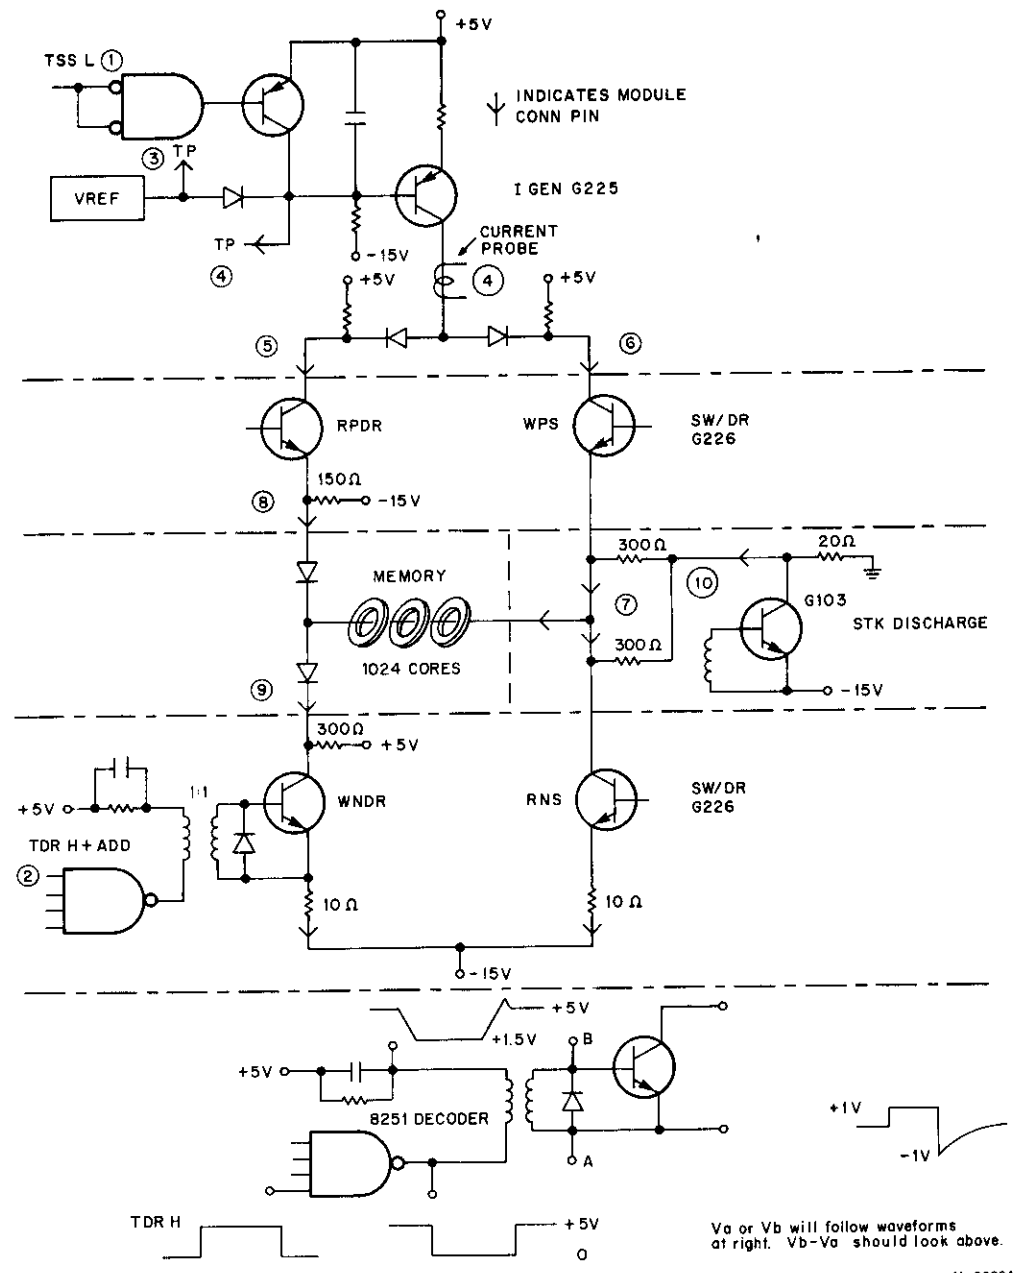 +5V
TSS L 1
INDICATES MODULE
CONN PIN
3 TP
VREF
I GEN G225
TP
4
-15V
CURRENT
PROBE
4
+5V
+5V
5
6
RPDR
WPS
SW/DR
G226
150Ω
8
-15V
300Ω
20Ω
MEMORY
10
7
G103
STK DISCHARGE
300Ω
1024 CORES
9
-15V
300Ω
+5V
1:1
WNDR
RNS
SW/DR
G226
+5V
TDR H + ADD
2
10Ω
10Ω
-15V
+5V
+1.5V
B
+5V
8251 DECODER
+1V
-1V
A
TDR H
+5V
0
Va or Vb will follow waveforms
at right. Vb-Va should look above.